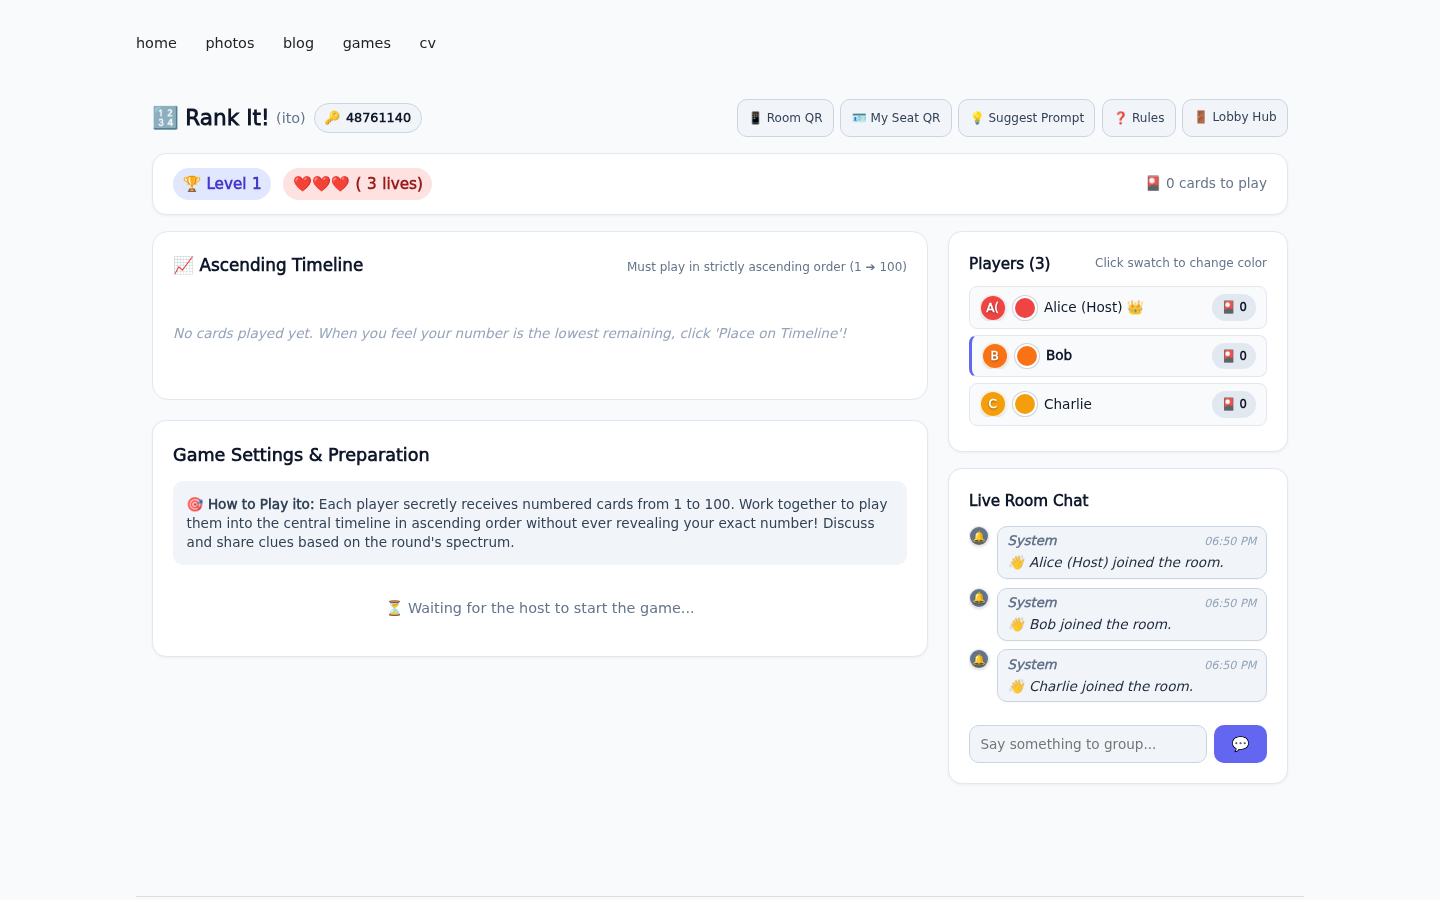 home photos blog games cv
🔢 Rank It! (ito) 🔑 48761140
📱 Room QR 🪪 My Seat QR 💡 Suggest Prompt ❓ Rules 🚪 Lobby Hub
🏆 Level 1 ❤️❤️❤️ ( 3 lives) 🎴 0 cards to play
📈 Ascending Timeline Must play in strictly ascending order (1 ➔ 100)
No cards played yet. When you feel your number is the lowest remaining, click 'Place on Timeline'!
Game Settings & Preparation
🎯 How to Play ito: Each player secretly receives numbered cards from 1 to 100. Work together to play
them into the central timeline in ascending order without ever revealing your exact number! Discuss
and share clues based on the round's spectrum.
⏳ Waiting for the host to start the game...
Players (3) Click swatch to change color
A( Alice (Host) 👑 🎴 0
B Bob 🎴 0
C Charlie 🎴 0
Live Room Chat
🔔 System 06:50 PM
👋 Alice (Host) joined the room.
🔔 System 06:50 PM
👋 Bob joined the room.
🔔 System 06:50 PM
👋 Charlie joined the room.
Say something to group... 💬